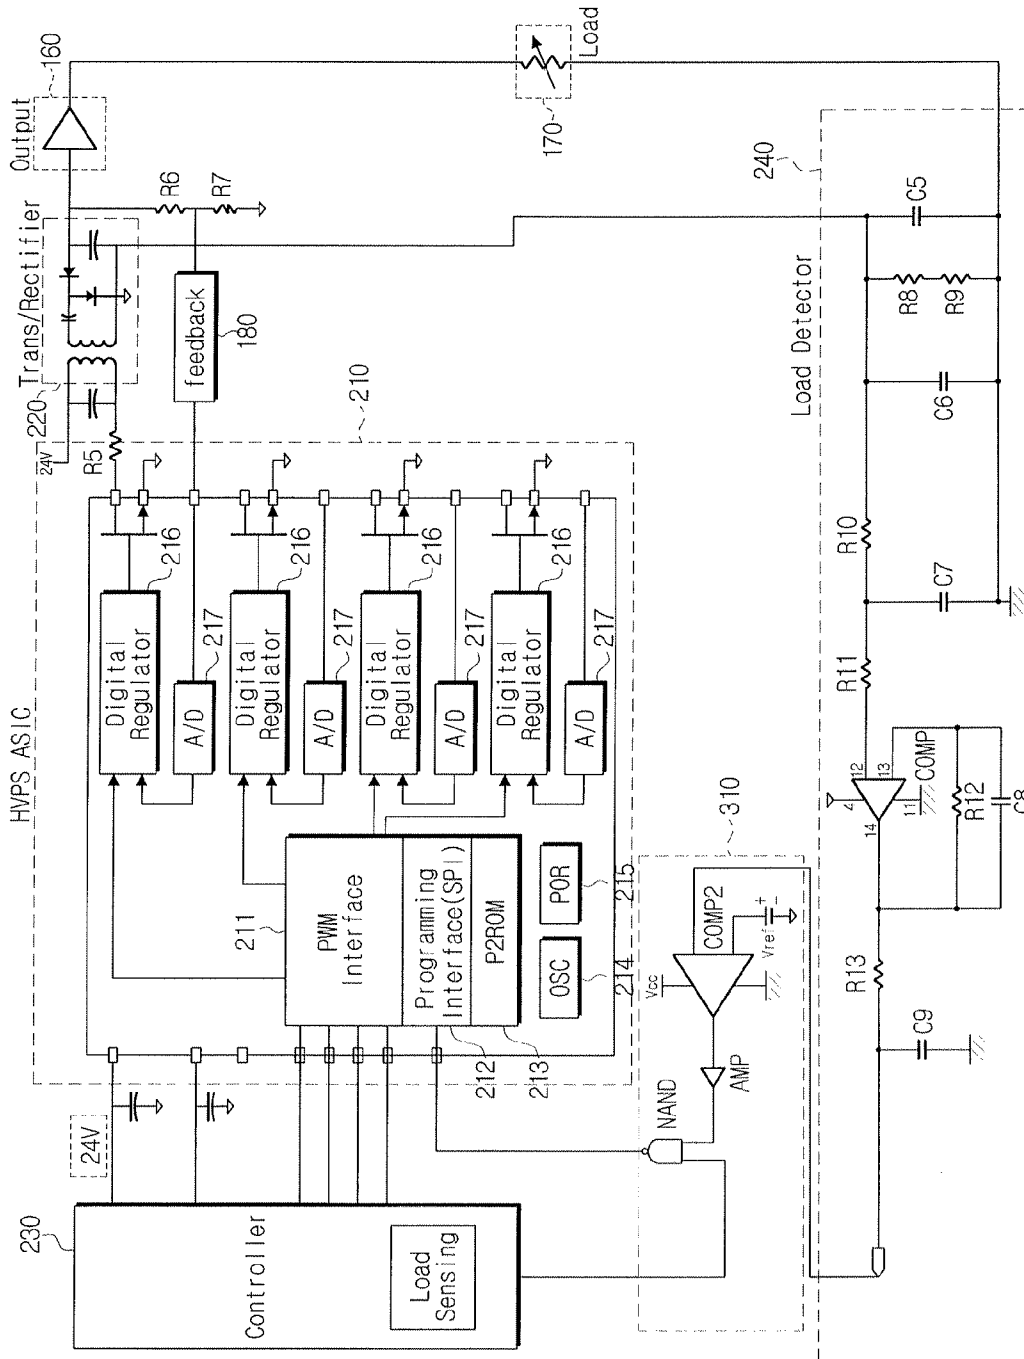 230
24V
Controller
Load
Sensing
HVPS ASIC
210
211
PWM
Interface
Programming
Interface(SPI)
P2ROM
212
213
OSC
214
POR
215
Digital
Regulator
216
A/D
217
Digital
Regulator
216
A/D
217
Digital
Regulator
216
A/D
217
Digital
Regulator
216
A/D
217
24V
220
Trans/Rectifier
R5
feedback
180
R6
R7
Output
160
170
Load
310
NAND
AMP
Vcc
COMP2
Vref
+
-
240
Load Detector
C9
R13
14
4
11
12
13
COMP
R12
C8
R11
C7
R10
C6
R8
R9
C5